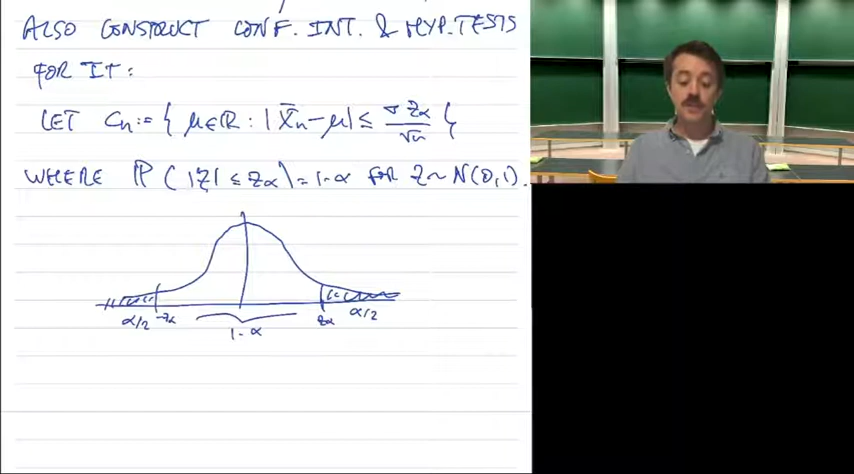 ALSO CONSTRUCT CONF. INT. & HYP. TESTS
FOR IT:
LET Cn := { μ∈ℝ : |X̄n - μ| ≤ σ zα / √n }
WHERE ℙ (|Z| ≤ zα) = 1-α FOR Z ~ N(0,1).
α/2 -zα zα α/2
1-α